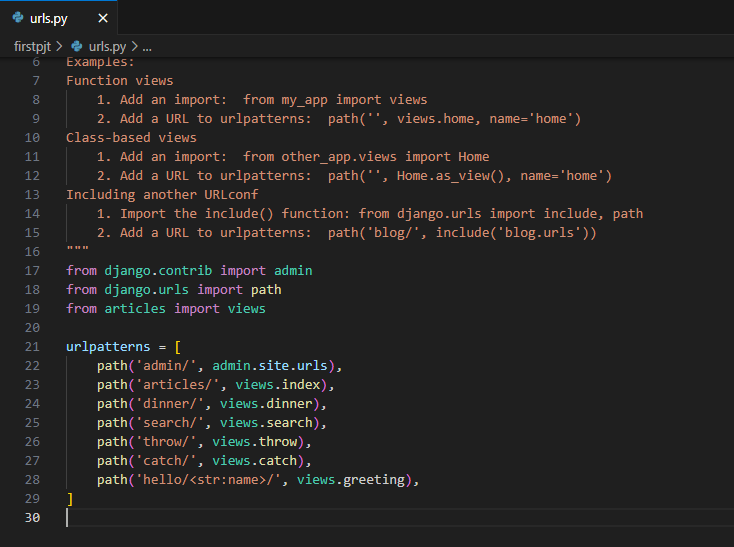 urls.py ×
firstpjt > urls.py > ...
6 Examples:
7 Function views
8     1. Add an import:  from my_app import views
9     2. Add a URL to urlpatterns:  path('', views.home, name='home')
10 Class-based views
11     1. Add an import:  from other_app.views import Home
12     2. Add a URL to urlpatterns:  path('', Home.as_view(), name='home')
13 Including another URLconf
14     1. Import the include() function: from django.urls import include, path
15     2. Add a URL to urlpatterns:  path('blog/', include('blog.urls'))
16 """
17 from django.contrib import admin
18 from django.urls import path
19 from articles import views
20
21 urlpatterns = [
22     path('admin/', admin.site.urls),
23     path('articles/', views.index),
24     path('dinner/', views.dinner),
25     path('search/', views.search),
26     path('throw/', views.throw),
27     path('catch/', views.catch),
28     path('hello/<str:name>/', views.greeting),
29 ]
30